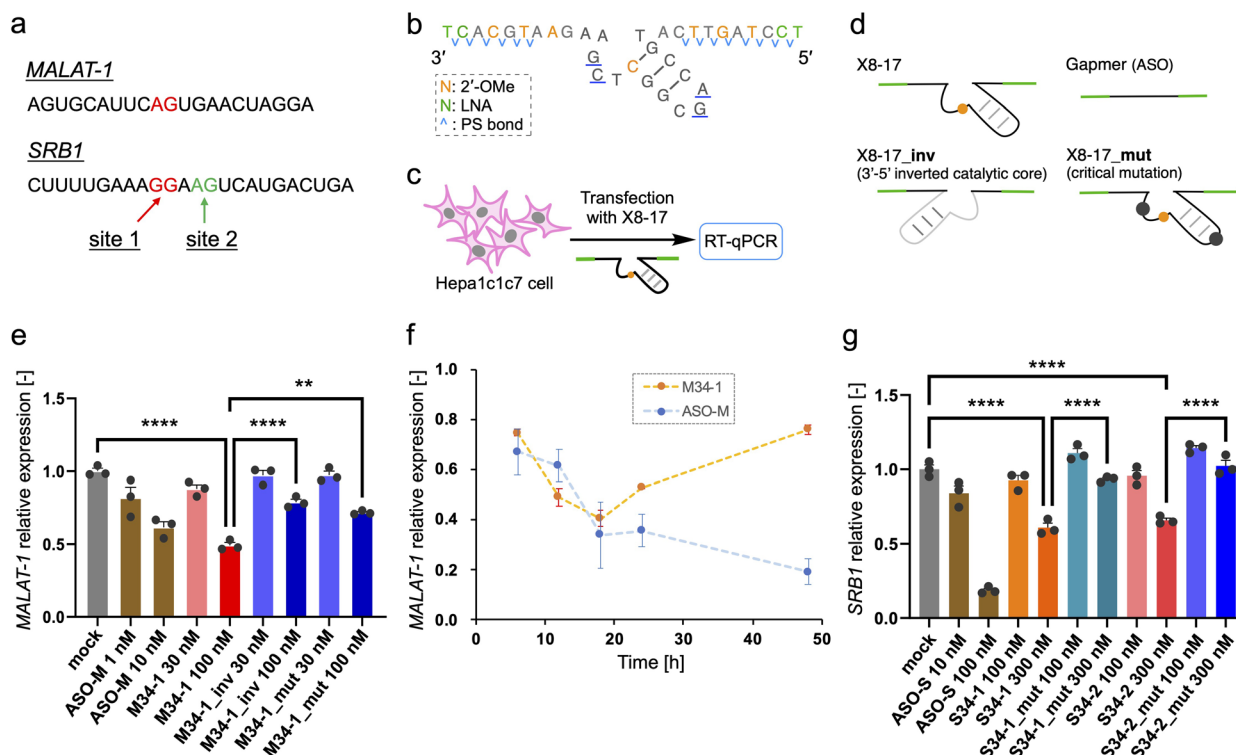 a
MALAT-1
AGUGCAUUCAGUGAACUAGGA
SRB1
CUUUUGAAAGGAAGUCAUGACUGA
site 1
site 2
b
TCACGTAAGAA
TGACTTGATCCT
3′
5′
G
C
T
C
G
C
C
A
G
G
G
C
N: 2′-OMe
N: LNA
^ : PS bond
c
Transfection
with X8-17
RT-qPCR
Hepa1c1c7 cell
d
X8-17
Gapmer (ASO)
X8-17_inv
(3’-5’ inverted catalytic core)
X8-17_mut
(critical mutation)
e
MALAT-1 relative expression [-]
1.5
1.0
0.5
0.0
****
****
**
mock
ASO-M 1 nM
ASO-M 10 nM
M34-1 30 nM
M34-1 100 nM
M34-1_inv 30 nM
M34-1_inv 100 nM
M34-1_mut 30 nM
M34-1_mut 100 nM
f
MALAT-1 relative expression [-]
1.0
0.8
0.6
0.4
0.2
0.0
M34-1
ASO-M
0
10
20
30
40
50
Time [h]
g
SRB1 relative expression [-]
1.5
1.0
0.5
0.0
****
****
****
****
mock
ASO-S 10 nM
ASO-S 100 nM
S34-1 100 nM
S34-1 300 nM
S34-1_mut 100 nM
S34-1_mut 300 nM
S34-2 100 nM
S34-2 300 nM
S34-2_mut 100 nM
S34-2_mut 300 nM